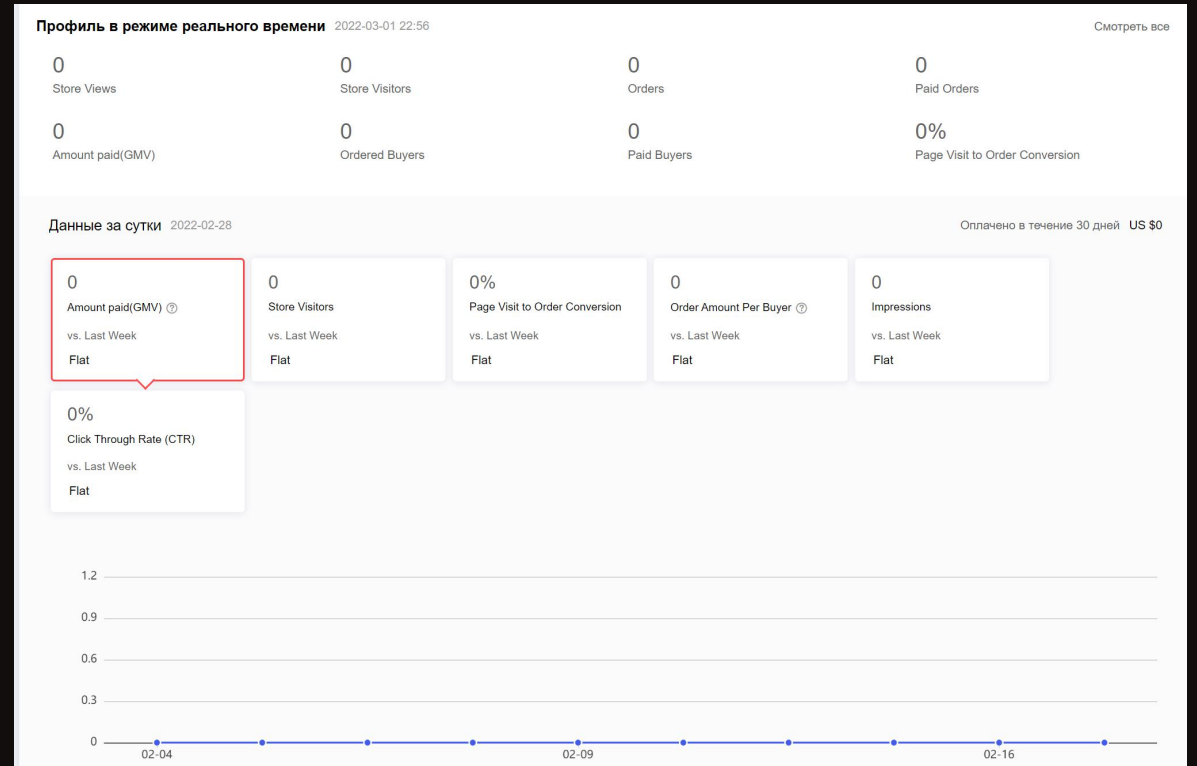 Профиль в режиме реального времени 2022-03-01 22:56 Смотреть все
0 0 0 0
Store Views Store Visitors Orders Paid Orders
0 0 0 0%
Amount paid(GMV) Ordered Buyers Paid Buyers Page Visit to Order Conversion
Данные за сутки 2022-02-28 Оплачено в течение 30 дней US $0
0 0 0% 0 0
Amount paid(GMV) ? Store Visitors Page Visit to Order Conversion Order Amount Per Buyer ? Impressions
vs. Last Week vs. Last Week vs. Last Week vs. Last Week vs. Last Week
Flat Flat Flat Flat Flat
0%
Click Through Rate (CTR)
vs. Last Week
Flat
1.2
0.9
0.6
0.3
0
02-04 02-09 02-16